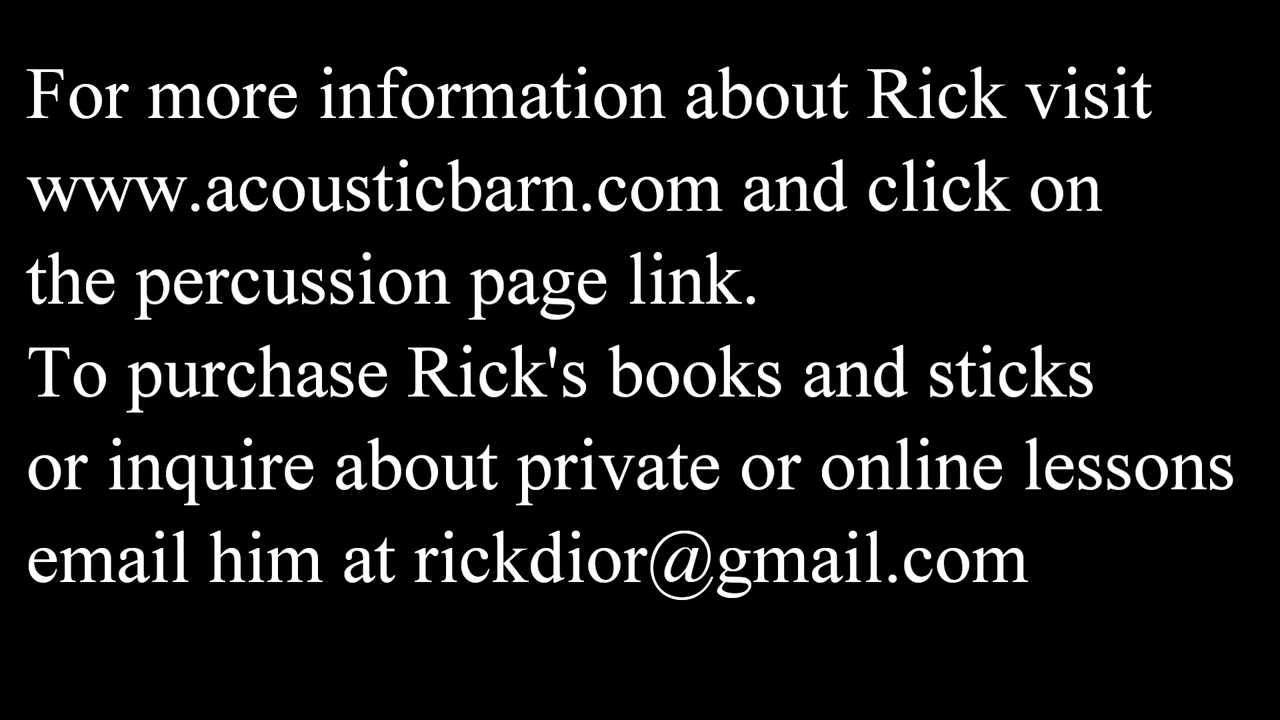 For more information about Rick visit
www.acousticbarn.com and click on
the percussion page link.
To purchase Rick's books and sticks
or inquire about private or online lessons
email him at rickdior@gmail.com